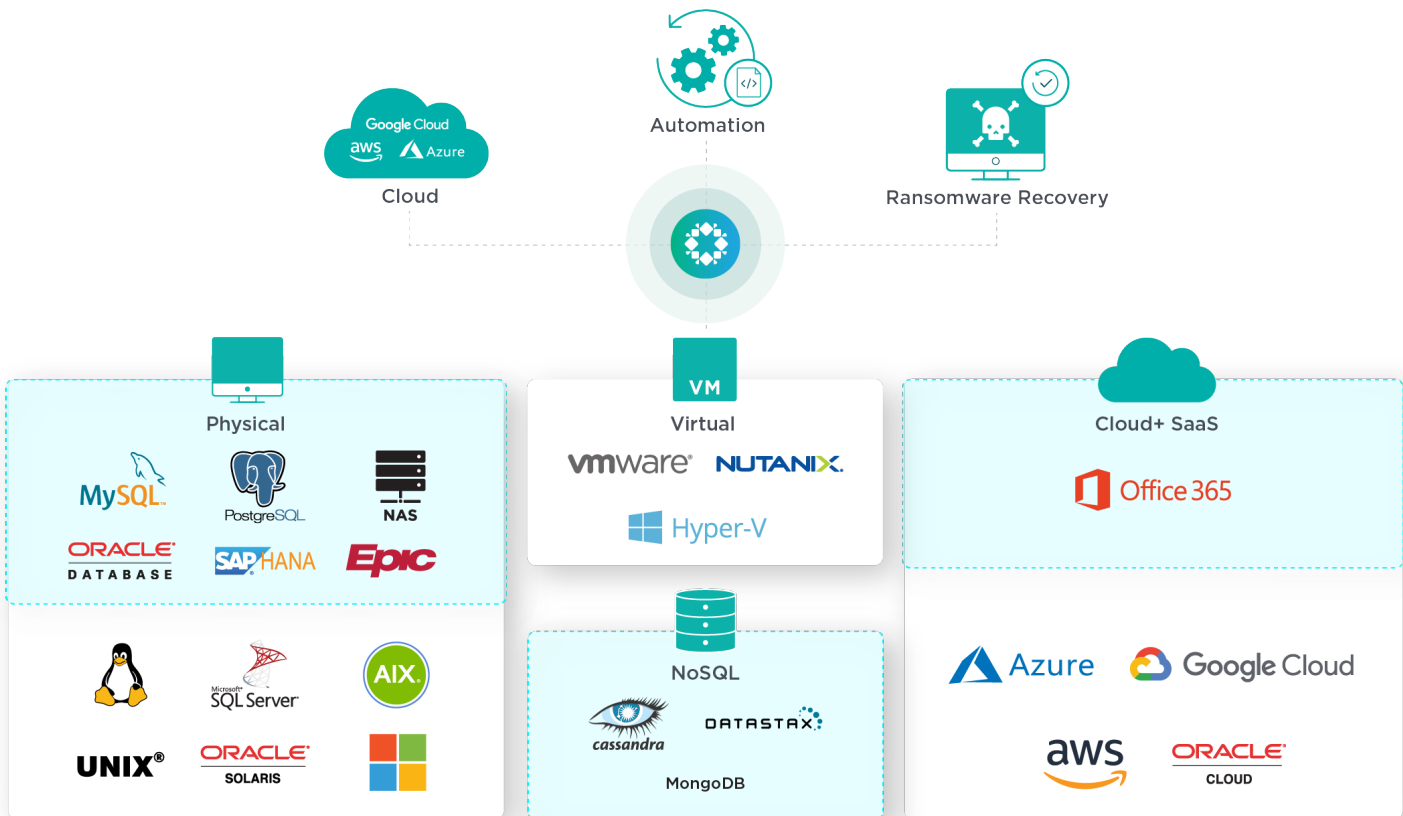 Automation
Google Cloud
aws Azure
Cloud
</>
Ransomware Recovery
VM
Physical
MySQL™
PostgreSQL
NAS
ORACLE®
DATABASE
SAP® HANA
Epic
Microsoft®
SQL Server®
AIX®
UNIX®
ORACLE®
SOLARIS
Virtual
vmware®
NUTANIX.
Hyper-V
NoSQL
cassandra
DATASTAX
MongoDB
Cloud+ SaaS
Office 365
Azure
Google Cloud
aws
ORACLE®
CLOUD